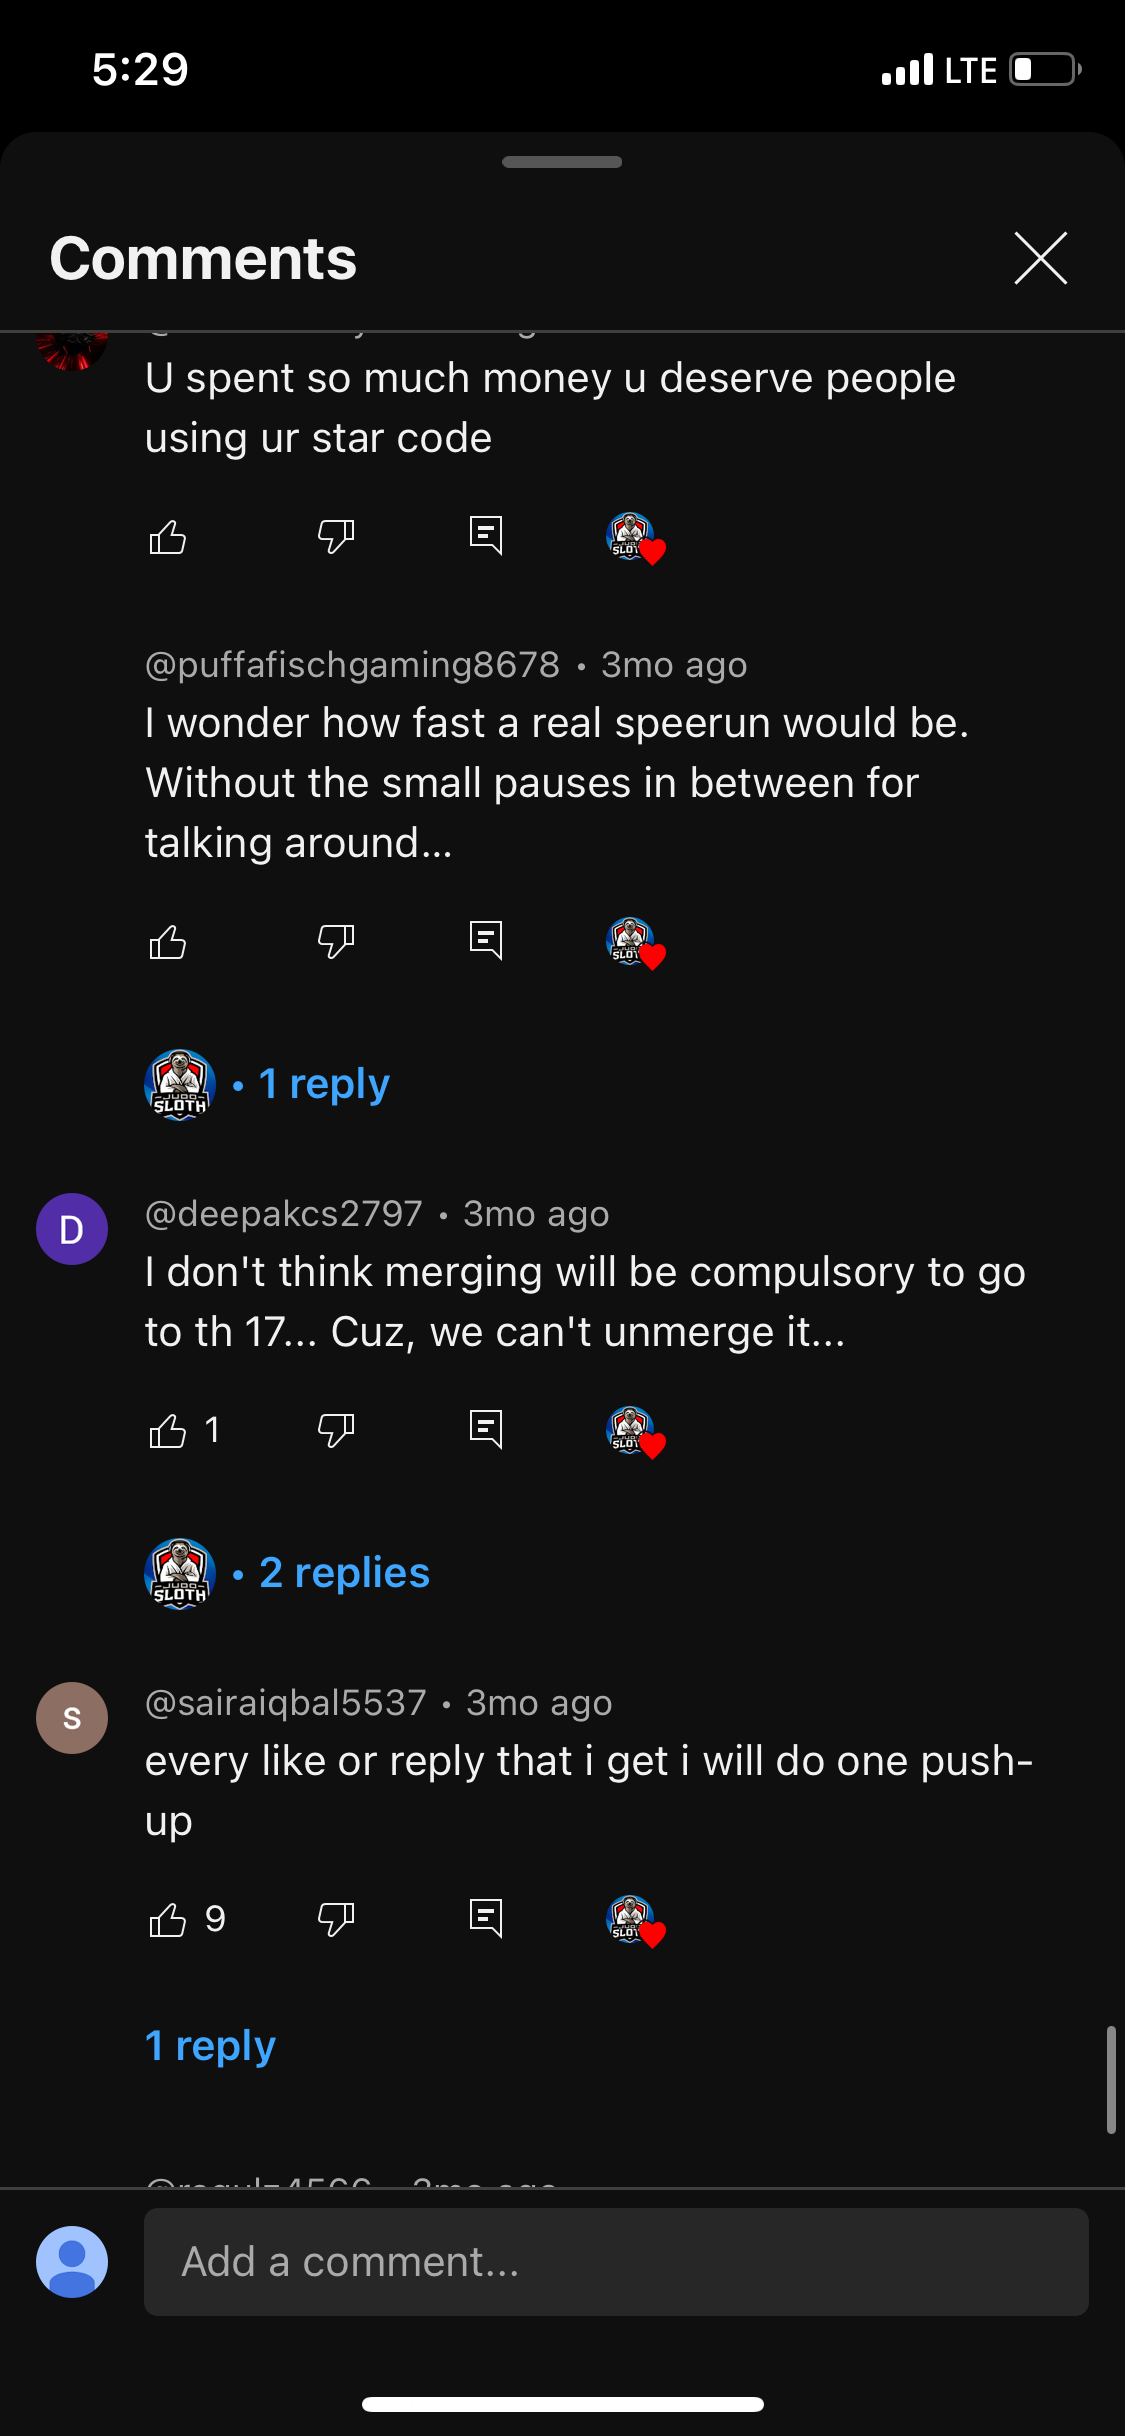 5:29
LTE
Comments
U spent so much money u deserve people
using ur star code
@puffafischgaming8678 • 3mo ago
I wonder how fast a real speerun would be.
Without the small pauses in between for
talking around...
JUDO
SLOTH
• 1 reply
D
@deepakcs2797 • 3mo ago
I don't think merging will be compulsory to go
to th 17... Cuz, we can't unmerge it...
1
JUDO
SLOTH
• 2 replies
S
@sairaiqbal5537 • 3mo ago
every like or reply that i get i will do one push-
up
9
1 reply
3mo ago
Add a comment...